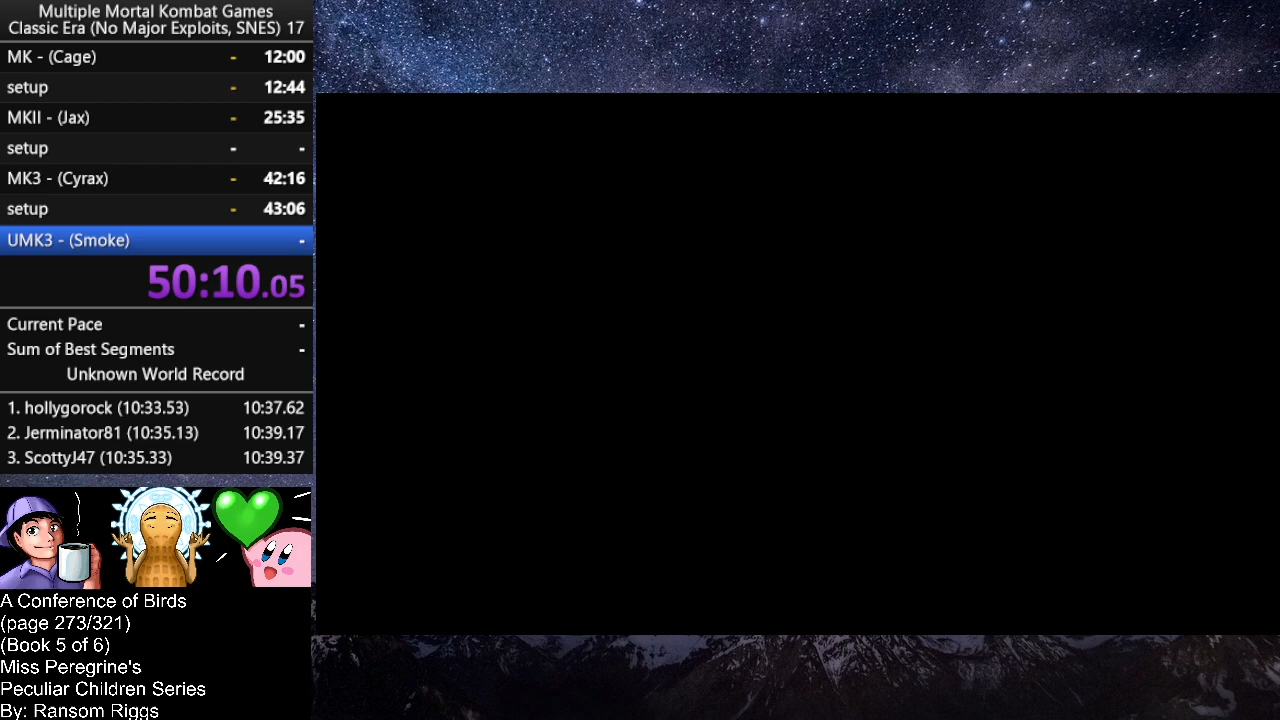 Multiple Mortal Kombat Games
Classic Era (No Major Exploits, SNES) 17
MK - (Cage) - 12:00
setup - 12:44
MKII - (Jax) - 25:35
setup - -
MK3 - (Cyrax) - 42:16
setup - 43:06
UMK3 - (Smoke) -
50:10.05
Current Pace -
Sum of Best Segments -
Unknown World Record
1. hollygorock (10:33.53) 10:37.62
2. Jerminator81 (10:35.13) 10:39.17
3. ScottyJ47 (10:35.33) 10:39.37
A Conference of Birds
(page 273/321)
(Book 5 of 6)
Miss Peregrine's
Peculiar Children Series
By: Ransom Riggs